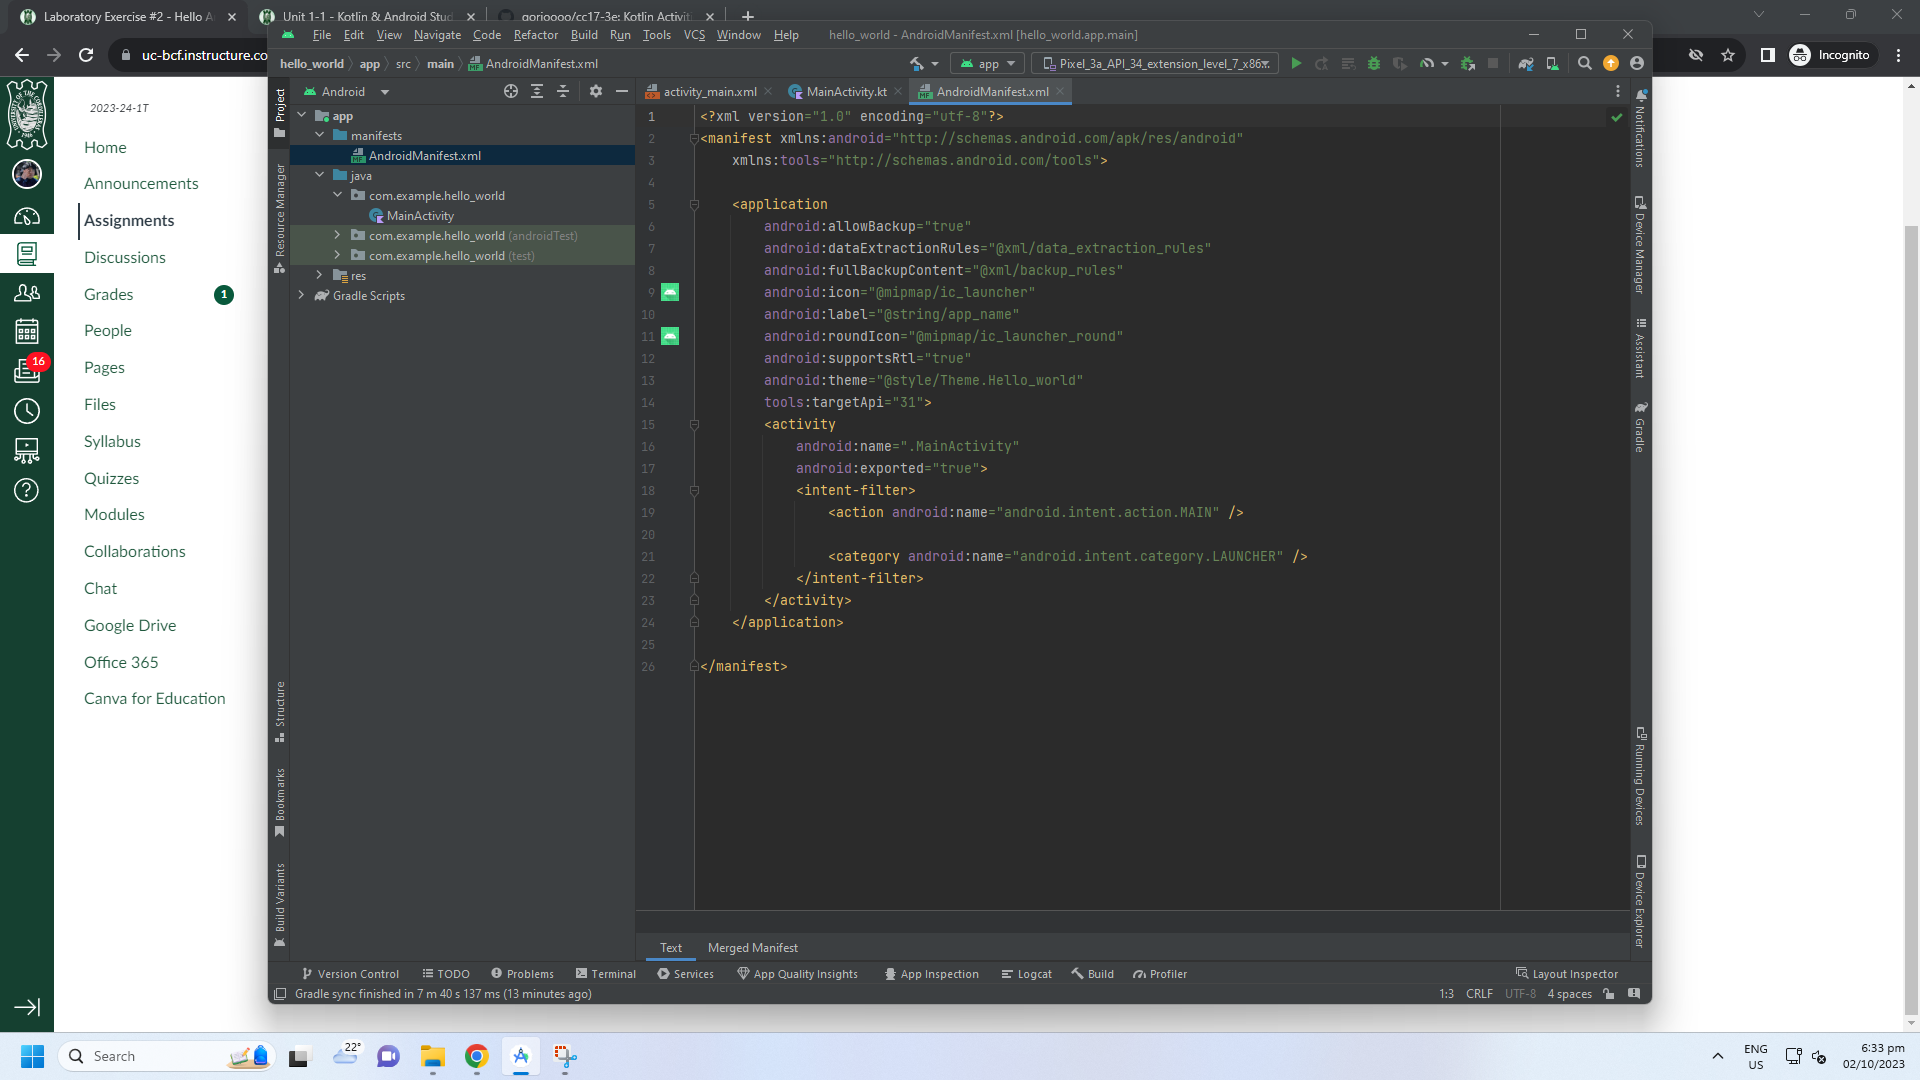 Laboratory Exercise #2 - Hello A
Unit 1-1 - Kotlin & Android Stud
gorioooo/cc17-3e: Kotlin Activiti
uc-bcf.instructure.co
Incognito
2023-24-1T
Home
Announcements
Assignments
Discussions
Grades
1
People
Pages
Files
Syllabus
Quizzes
Modules
Collaborations
Chat
Google Drive
Office 365
Canva for Education
16
File Edit View Navigate Code Refactor Build Run Tools VCS Window Help
hello_world - AndroidManifest.xml [hello_world.app.main]
hello_world app src main AndroidManifest.xml
app
Pixel_3a_API_34_extension_level_7_x86
Project
Resource Manager
Structure
Bookmarks
Build Variants
Android
app
manifests
AndroidManifest.xml
java
com.example.hello_world
MainActivity
com.example.hello_world (androidTest)
com.example.hello_world (test)
res
Gradle Scripts
activity_main.xml
MainActivity.kt
AndroidManifest.xml
1 <?xml version="1.0" encoding="utf-8"?>
2 <manifest xmlns:android="http://schemas.android.com/apk/res/android"
3 xmlns:tools="http://schemas.android.com/tools">
4
5 <application
6 android:allowBackup="true"
7 android:dataExtractionRules="@xml/data_extraction_rules"
8 android:fullBackupContent="@xml/backup_rules"
9 android:icon="@mipmap/ic_launcher"
10 android:label="@string/app_name"
11 android:roundIcon="@mipmap/ic_launcher_round"
12 android:supportsRtl="true"
13 android:theme="@style/Theme.Hello_world"
14 tools:targetApi="31">
15 <activity
16 android:name=".MainActivity"
17 android:exported="true">
18 <intent-filter>
19 <action android:name="android.intent.action.MAIN" />
20
21 <category android:name="android.intent.category.LAUNCHER" />
22 </intent-filter>
23 </activity>
24 </application>
25
26 </manifest>
Notifications
Device Manager
Assistant
Gradle
Running Devices
Device Explorer
Text Merged Manifest
Version Control TODO Problems Terminal Services App Quality Insights App Inspection Logcat Build Profiler Layout Inspector
Gradle sync finished in 7 m 40 s 137 ms (13 minutes ago)
1:3 CRLF UTF-8 4 spaces
Search
22°
ENG
US
6:33 pm
02/10/2023